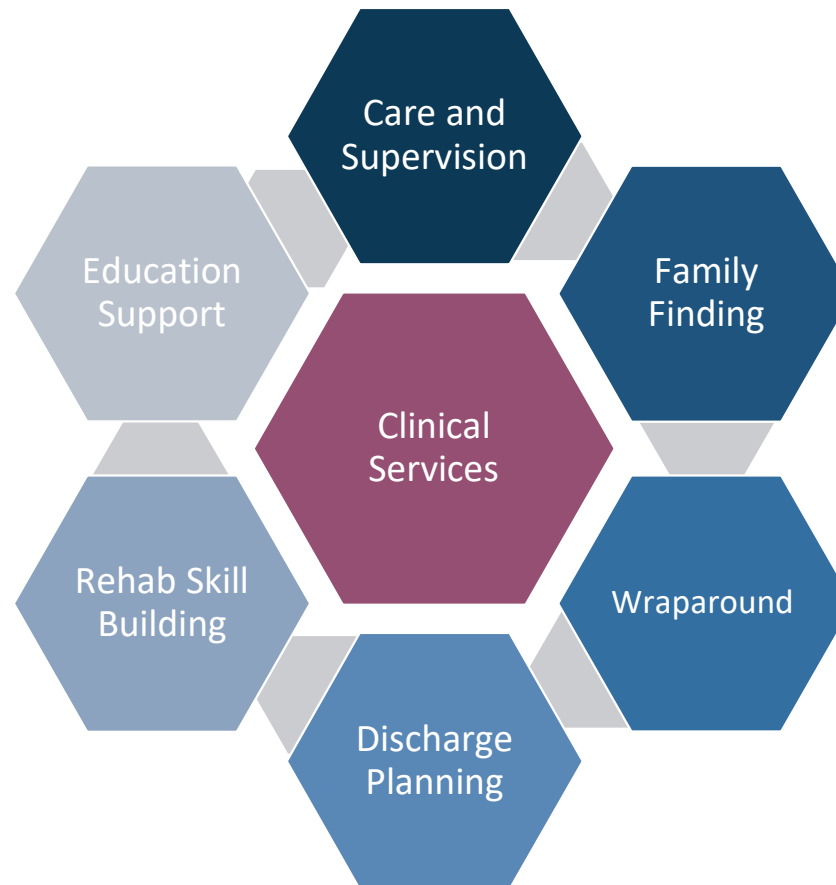 Care and
Supervision
Family
Finding
Wraparound
Discharge
Planning
Rehab Skill
Building
Education
Support
Clinical
Services